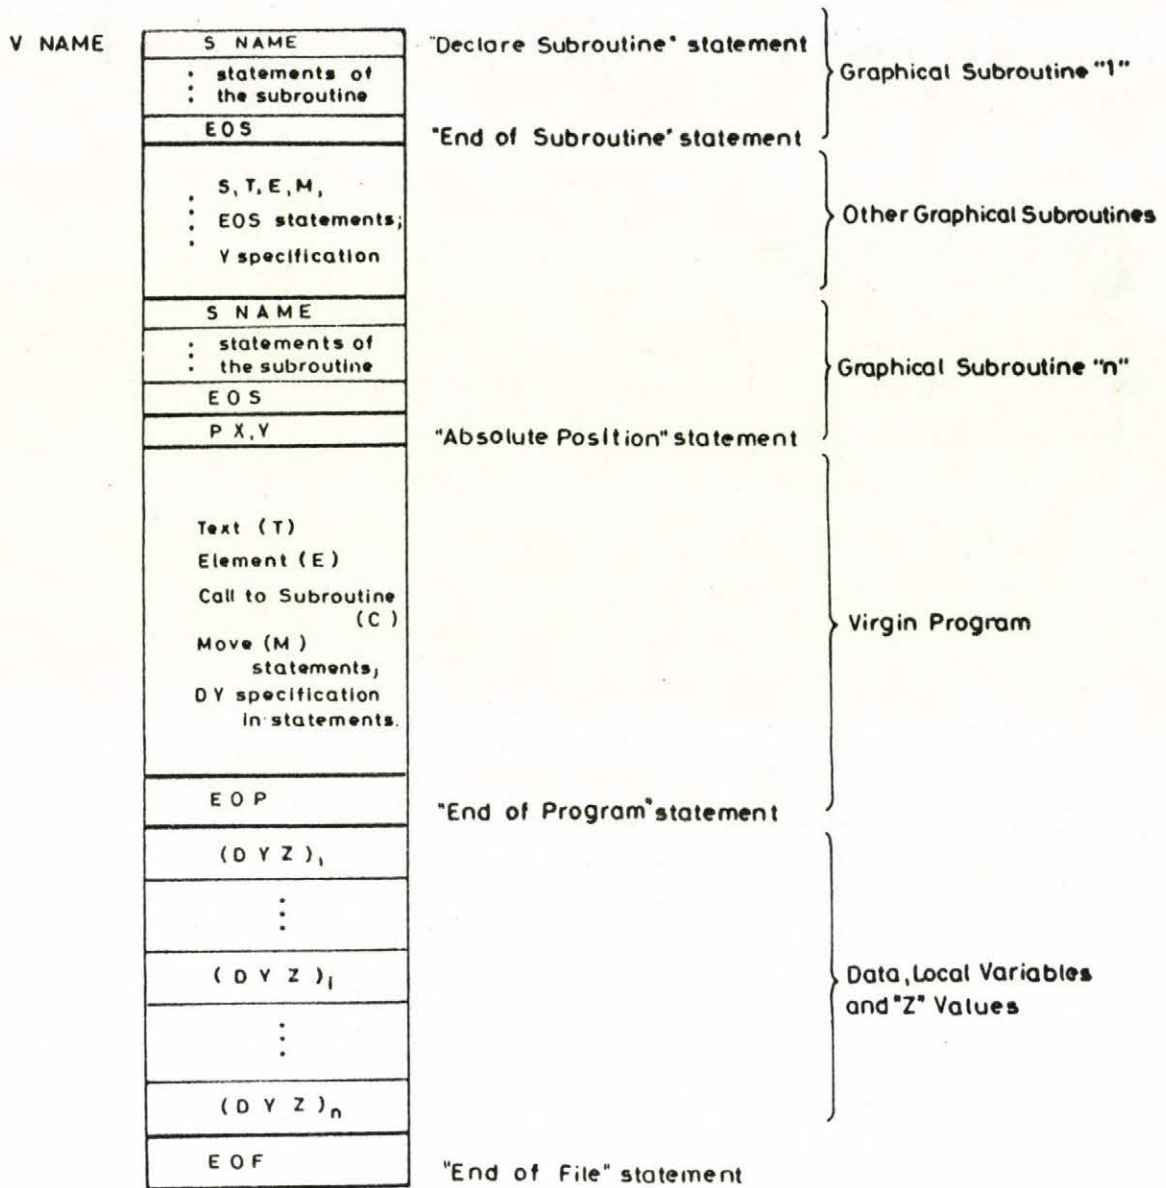 V NAME
S NAME
"Declare Subroutine" statement
statements of
the subroutine
Graphical Subroutine "1"
EOS
"End of Subroutine" statement
S, T, E, M,
EOS statements;
Y specification
Other Graphical Subroutines
S NAME
statements of
the subroutine
Graphical Subroutine "n"
EOS
P X,Y
"Absolute Position" statement
Text (T)
Element (E)
Call to Subroutine
(C)
Move (M)
statements,
DY specification
in statements.
Virgin Program
EOP
"End of Program" statement
(D Y Z)₁
(D Y Z)ᵢ
Data, Local Variables
and "Z" Values
(D Y Z)ₙ
EOF
"End of File" statement